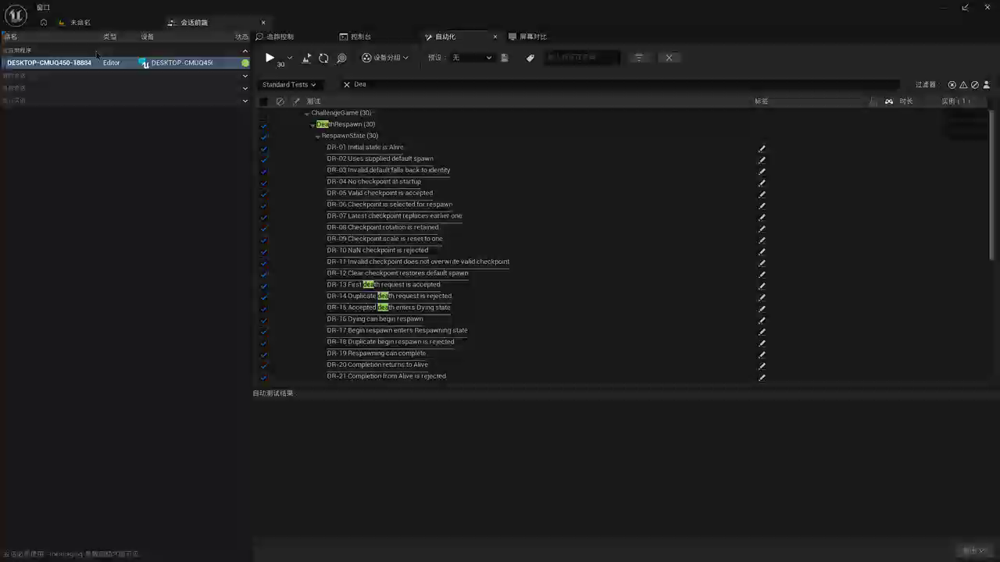 窗口
未命名
会话前端
追踪控制
控制台
自动化
屏幕对比
类型
设备
状态
DESKTOP-CMUQ450-18884
Editor
DESKTOP-CMUQ45
30
设备分组
预设：
无
Standard Tests
Dea
过滤器
测试
标签
时长
实例（1）
ChallengeGame (30)
DeathRespawn (30)
RespawnState (30)
DR-01 Initial state is Alive
DR-02 Uses supplied default spawn
DR-03 Invalid default falls back to identity
DR-04 No checkpoint at startup
DR-05 Valid checkpoint is accepted
DR-06 Checkpoint is selected for respawn
DR-07 Latest checkpoint replaces earlier one
DR-08 Checkpoint rotation is retained
DR-09 Checkpoint scale is reset to one
DR-10 NaN checkpoint is rejected
DR-11 Invalid checkpoint does not overwrite valid checkpoint
DR-12 Clear checkpoint restores default spawn
DR-13 First death request is accepted
DR-14 Duplicate death request is rejected
DR-15 Accepted death enters Dying state
DR-16 Dying can begin respawn
DR-17 Begin respawn enters Respawning state
DR-18 Duplicate begin respawn is rejected
DR-19 Respawning can complete
DR-20 Completion returns to Alive
DR-21 Completion from Alive is rejected
自动测试结果